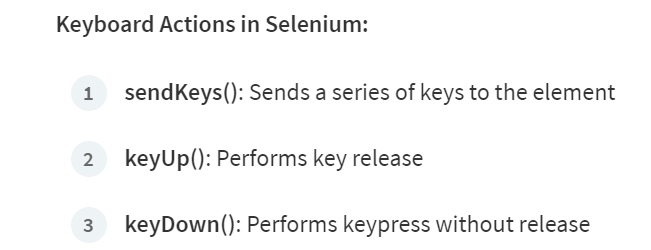 Keyboard Actions in Selenium:
1 sendKeys(): Sends a series of keys to the element
2 keyUp(): Performs key release
3 keyDown(): Performs keypress without release